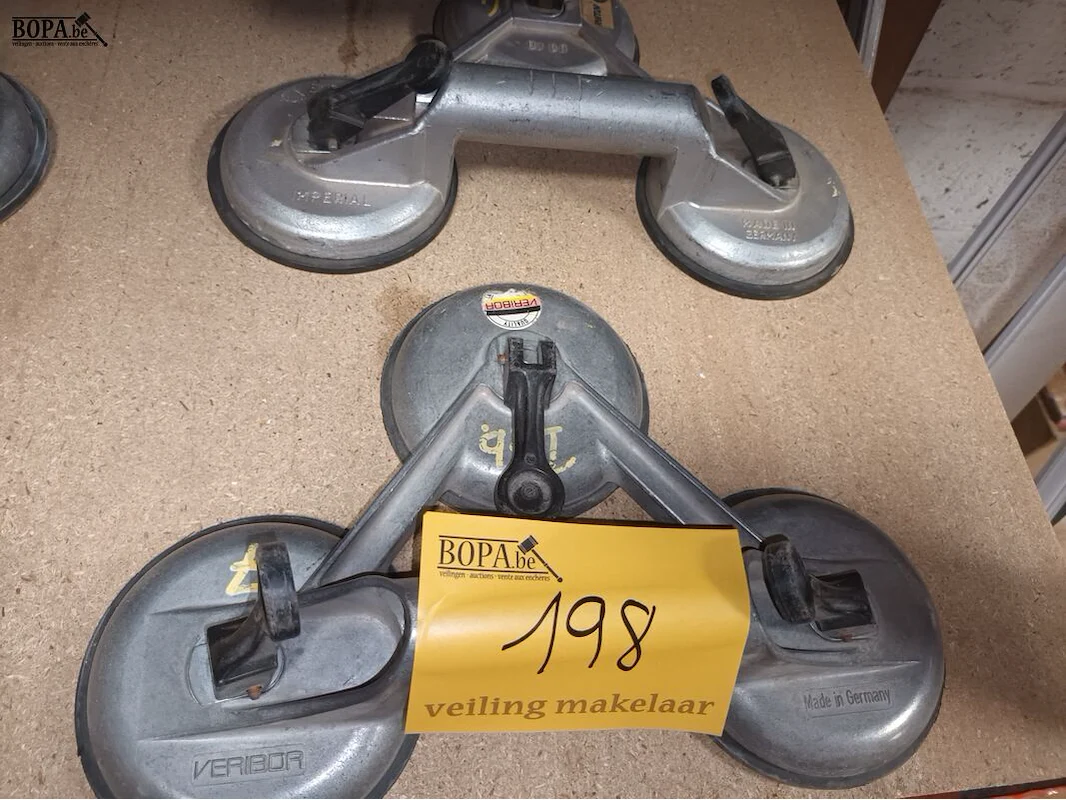 BOPA.be
veilingen - auctions - vente aux enchères
IMPERIAL
MADE IN
GERMANY
VERIBOR
QUALITY
BOPA.be
veilingen - auctions - vente aux enchères
198
veiling makelaar
Made in Germany
VERIBOR